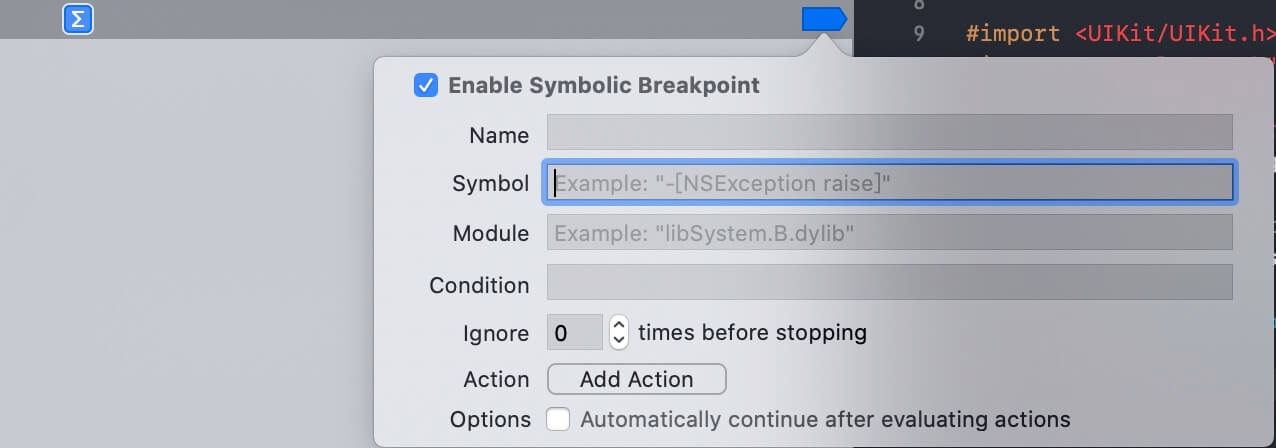 Σ
8
9 #import <UIKit/UIKit.h>
Enable Symbolic Breakpoint
Name
Symbol Example: "-[NSException raise]"
Module Example: "libSystem.B.dylib"
Condition
Ignore 0 times before stopping
Action Add Action
Options Automatically continue after evaluating actions